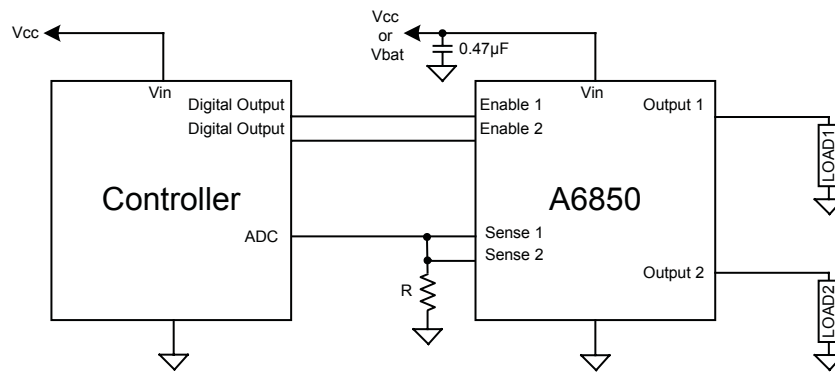 Vcc
Vcc
or
Vbat
0.47µF
Vin
Digital Output
Digital Output
Controller
ADC
R
Vin
Enable 1
Enable 2
Output 1
A6850
Sense 1
Sense 2
Output 2
LOAD1
LOAD2